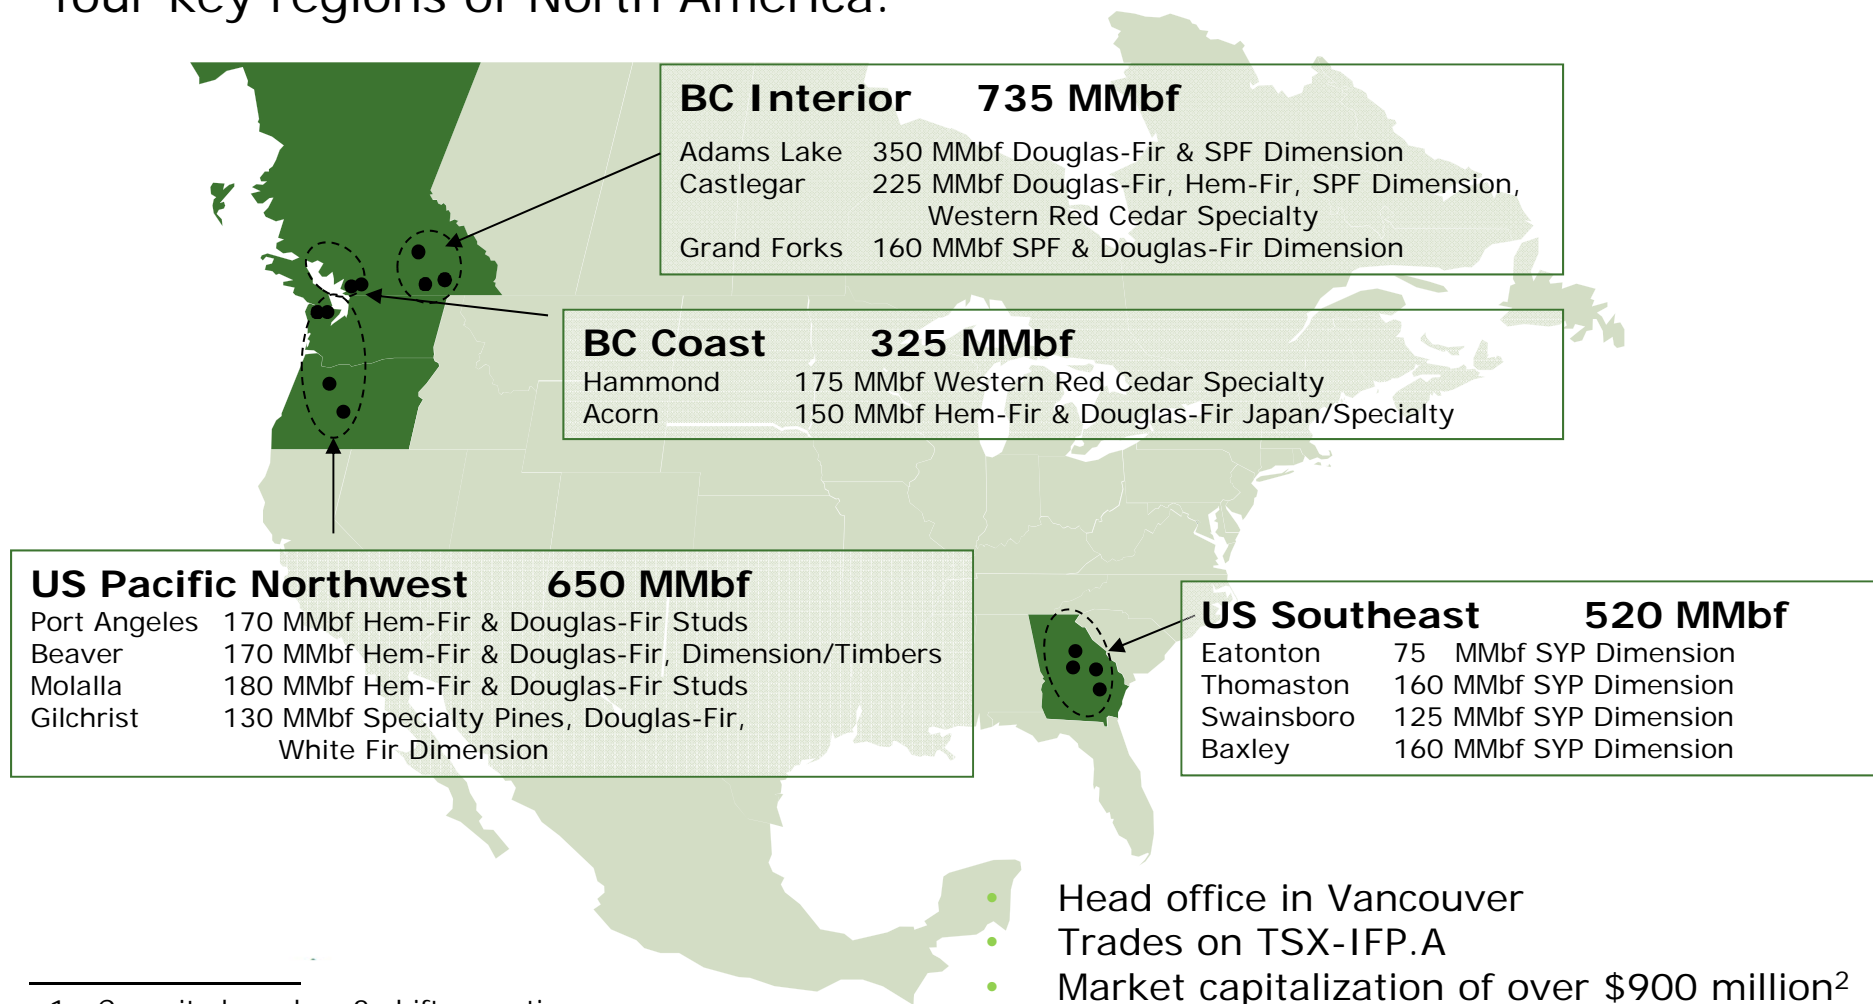 four key regions of North America.
BC Interior 735 MMbf
Adams Lake 350 MMbf Douglas-Fir & SPF Dimension
Castlegar 225 MMbf Douglas-Fir, Hem-Fir, SPF Dimension,
Western Red Cedar Specialty
Grand Forks 160 MMbf SPF & Douglas-Fir Dimension
BC Coast 325 MMbf
Hammond 175 MMbf Western Red Cedar Specialty
Acorn 150 MMbf Hem-Fir & Douglas-Fir Japan/Specialty
US Pacific Northwest 650 MMbf
Port Angeles 170 MMbf Hem-Fir & Douglas-Fir Studs
Beaver 170 MMbf Hem-Fir & Douglas-Fir, Dimension/Timbers
Molalla 180 MMbf Hem-Fir & Douglas-Fir Studs
Gilchrist 130 MMbf Specialty Pines, Douglas-Fir,
White Fir Dimension
US Southeast 520 MMbf
Eatonton 75 MMbf SYP Dimension
Thomaston 160 MMbf SYP Dimension
Swainsboro 125 MMbf SYP Dimension
Baxley 160 MMbf SYP Dimension
• Head office in Vancouver
• Trades on TSX-IFP.A
• Market capitalization of over $900 million²